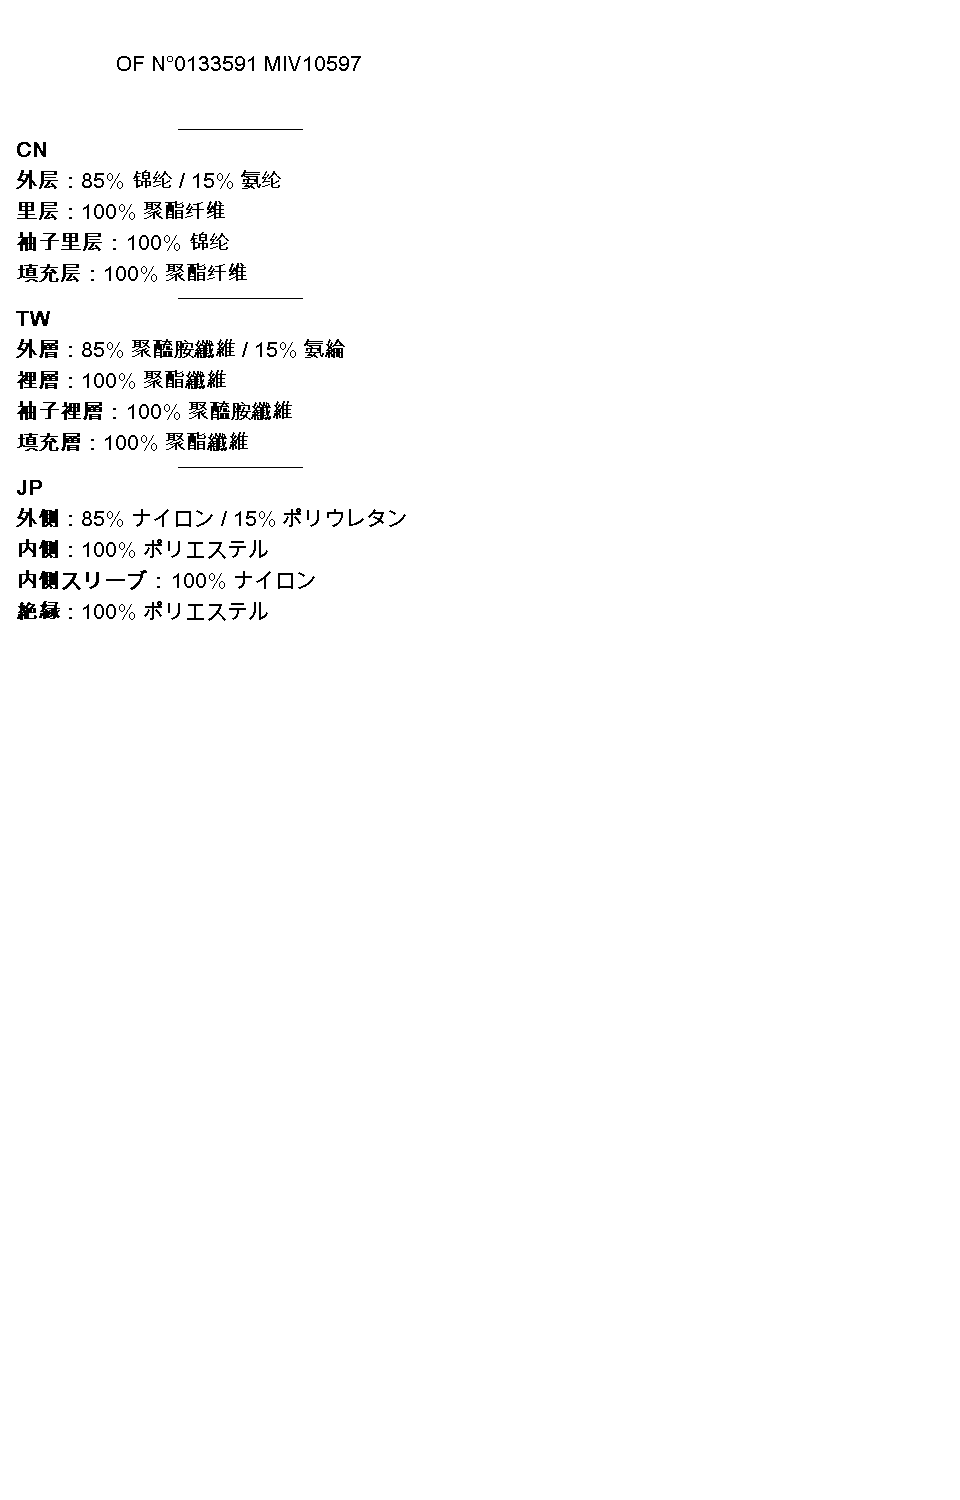 OF N°0133591 MIV10597
CN
外层 : 85% 锦纶 / 15% 氨纶
里层 : 100% 聚酯纤维
袖子里层 : 100% 锦纶
填充层 : 100% 聚酯纤维
TW
外層 : 85% 聚醯胺纖維 / 15% 氨綸
裡層 : 100% 聚酯纖維
袖子裡層 : 100% 聚醯胺纖維
填充層 : 100% 聚酯纖維
JP
外側 : 85% ナイロン / 15% ポリウレタン
内側 : 100% ポリエステル
内側スリーブ : 100% ナイロン
絶縁 : 100% ポリエステル